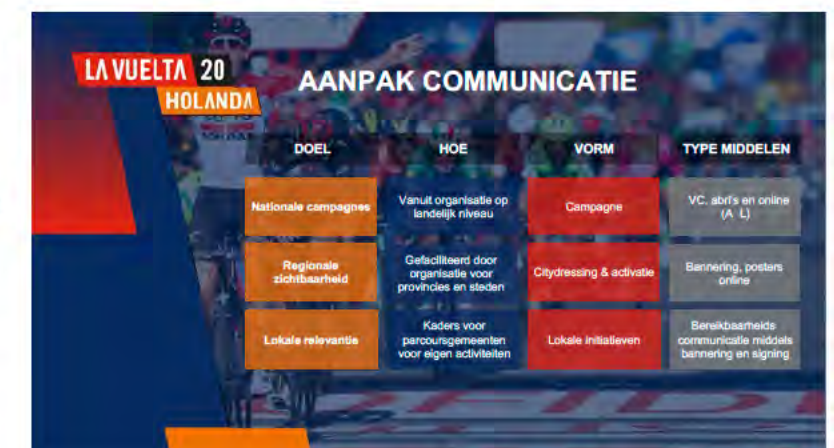 LA VUELTA 20
HOLANDA
AANPAK COMMUNICATIE
DOEL HOE VORM TYPE MIDDELEN
Nationale campagnes
Vanuit organisatie op
landelijk niveau
Campagne
VC. abri's en online
(A L)
Regionale
zichtbaarheid
Gefaciliteerd door
organisatie voor
provincies en steden
Citydressing & activatie
Bannering, posters
online
Lokale relevantie
Kaders voor
parcoursgemeenten
voor eigen activiteiten
Lokale initiatieven
Bereikbaarheids
communicatie middels
bannering en signing